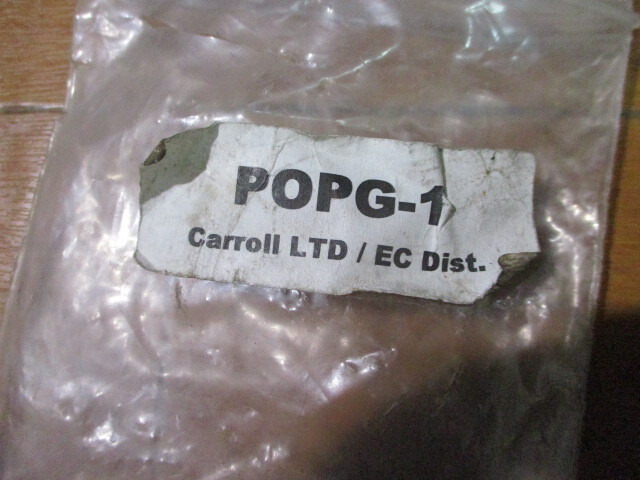 POPG-1
Carroll LTD / EC Dist.